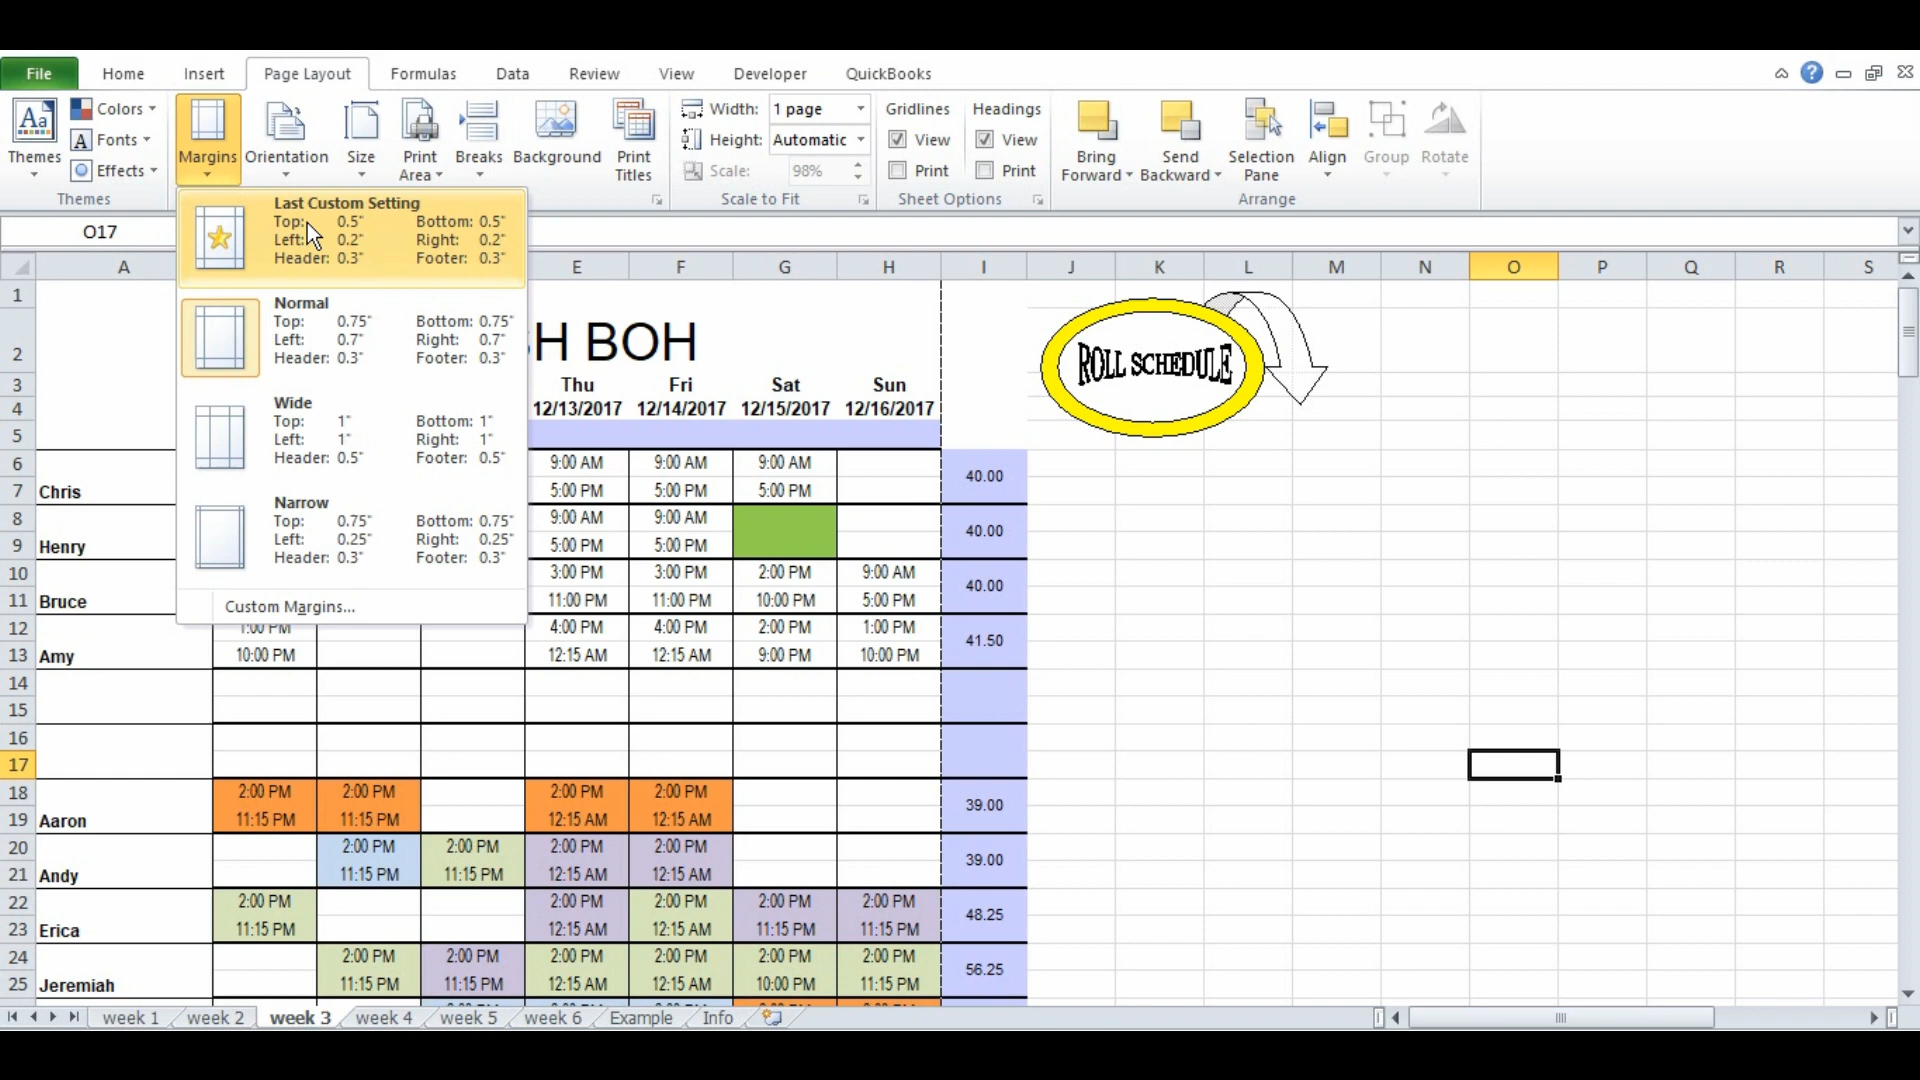 File Home Insert Page Layout Formulas Data Review View Developer QuickBooks
Themes Colors Fonts Effects Margins Orientation Size Print Area Breaks Background Print Titles Width: 1 page Height: Automatic Scale: 98% Gridlines View Print Headings View Print Bring Forward Send Backward Selection Pane Align Group Rotate
Themes Scale to Fit Sheet Options Arrange
O17
Last Custom Setting
Top: 0.5" Bottom: 0.5"
Left: 0.2" Right: 0.2"
Header: 0.3" Footer: 0.3"
Normal
Top: 0.75" Bottom: 0.75"
Left: 0.7" Right: 0.7"
Header: 0.3" Footer: 0.3"
Wide
Top: 1" Bottom: 1"
Left: 1" Right: 1"
Header: 0.5" Footer: 0.5"
Narrow
Top: 0.75" Bottom: 0.75"
Left: 0.25" Right: 0.25"
Header: 0.3" Footer: 0.3"
Custom Margins...
A E F G H I J K L M N O P Q R S
1
2 H BOH ROLL SCHEDULE
3 Thu Fri Sat Sun
4 12/13/2017 12/14/2017 12/15/2017 12/16/2017
5
6 9:00 AM 9:00 AM 9:00 AM 40.00
7 Chris 5:00 PM 5:00 PM 5:00 PM
8 9:00 AM 9:00 AM 40.00
9 Henry 5:00 PM 5:00 PM
10 3:00 PM 3:00 PM 2:00 PM 9:00 AM 40.00
11 Bruce 11:00 PM 11:00 PM 10:00 PM 5:00 PM
12 1:00 PM 4:00 PM 4:00 PM 2:00 PM 1:00 PM 41.50
13 Amy 10:00 PM 12:15 AM 12:15 AM 9:00 PM 10:00 PM
14
15
16
17
18 2:00 PM 2:00 PM 2:00 PM 2:00 PM 39.00
19 Aaron 11:15 PM 11:15 PM 12:15 AM 12:15 AM
20 2:00 PM 2:00 PM 2:00 PM 2:00 PM 39.00
21 Andy 11:15 PM 11:15 PM 12:15 AM 12:15 AM
22 2:00 PM 2:00 PM 2:00 PM 2:00 PM 2:00 PM 48.25
23 Erica 11:15 PM 12:15 AM 12:15 AM 11:15 PM 11:15 PM
24 2:00 PM 2:00 PM 2:00 PM 2:00 PM 2:00 PM 2:00 PM 56.25
25 Jeremiah 11:15 PM 11:15 PM 12:15 AM 12:15 AM 10:00 PM 11:15 PM
week 1 week 2 week 3 week 4 week 5 week 6 Example Info